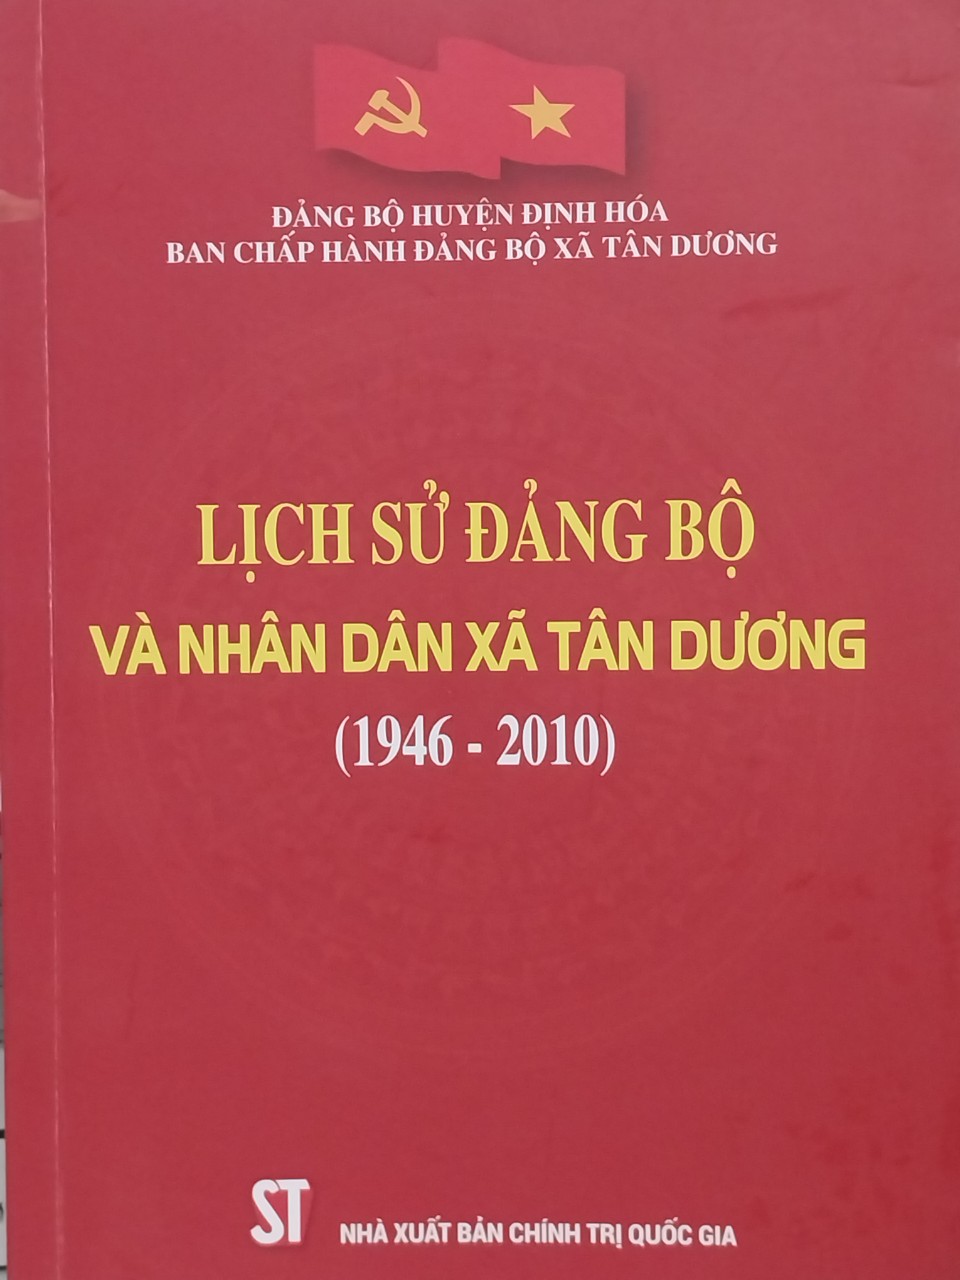 ĐẢNG BỘ HUYỆN ĐỊNH HÓA
BAN CHẤP HÀNH ĐẢNG BỘ XÃ TÂN DƯƠNG
LỊCH SỬ ĐẢNG BỘ
VÀ NHÂN DÂN XÃ TÂN DƯƠNG
(1946 - 2010)
ST
NHÀ XUẤT BẢN CHÍNH TRỊ QUỐC GIA